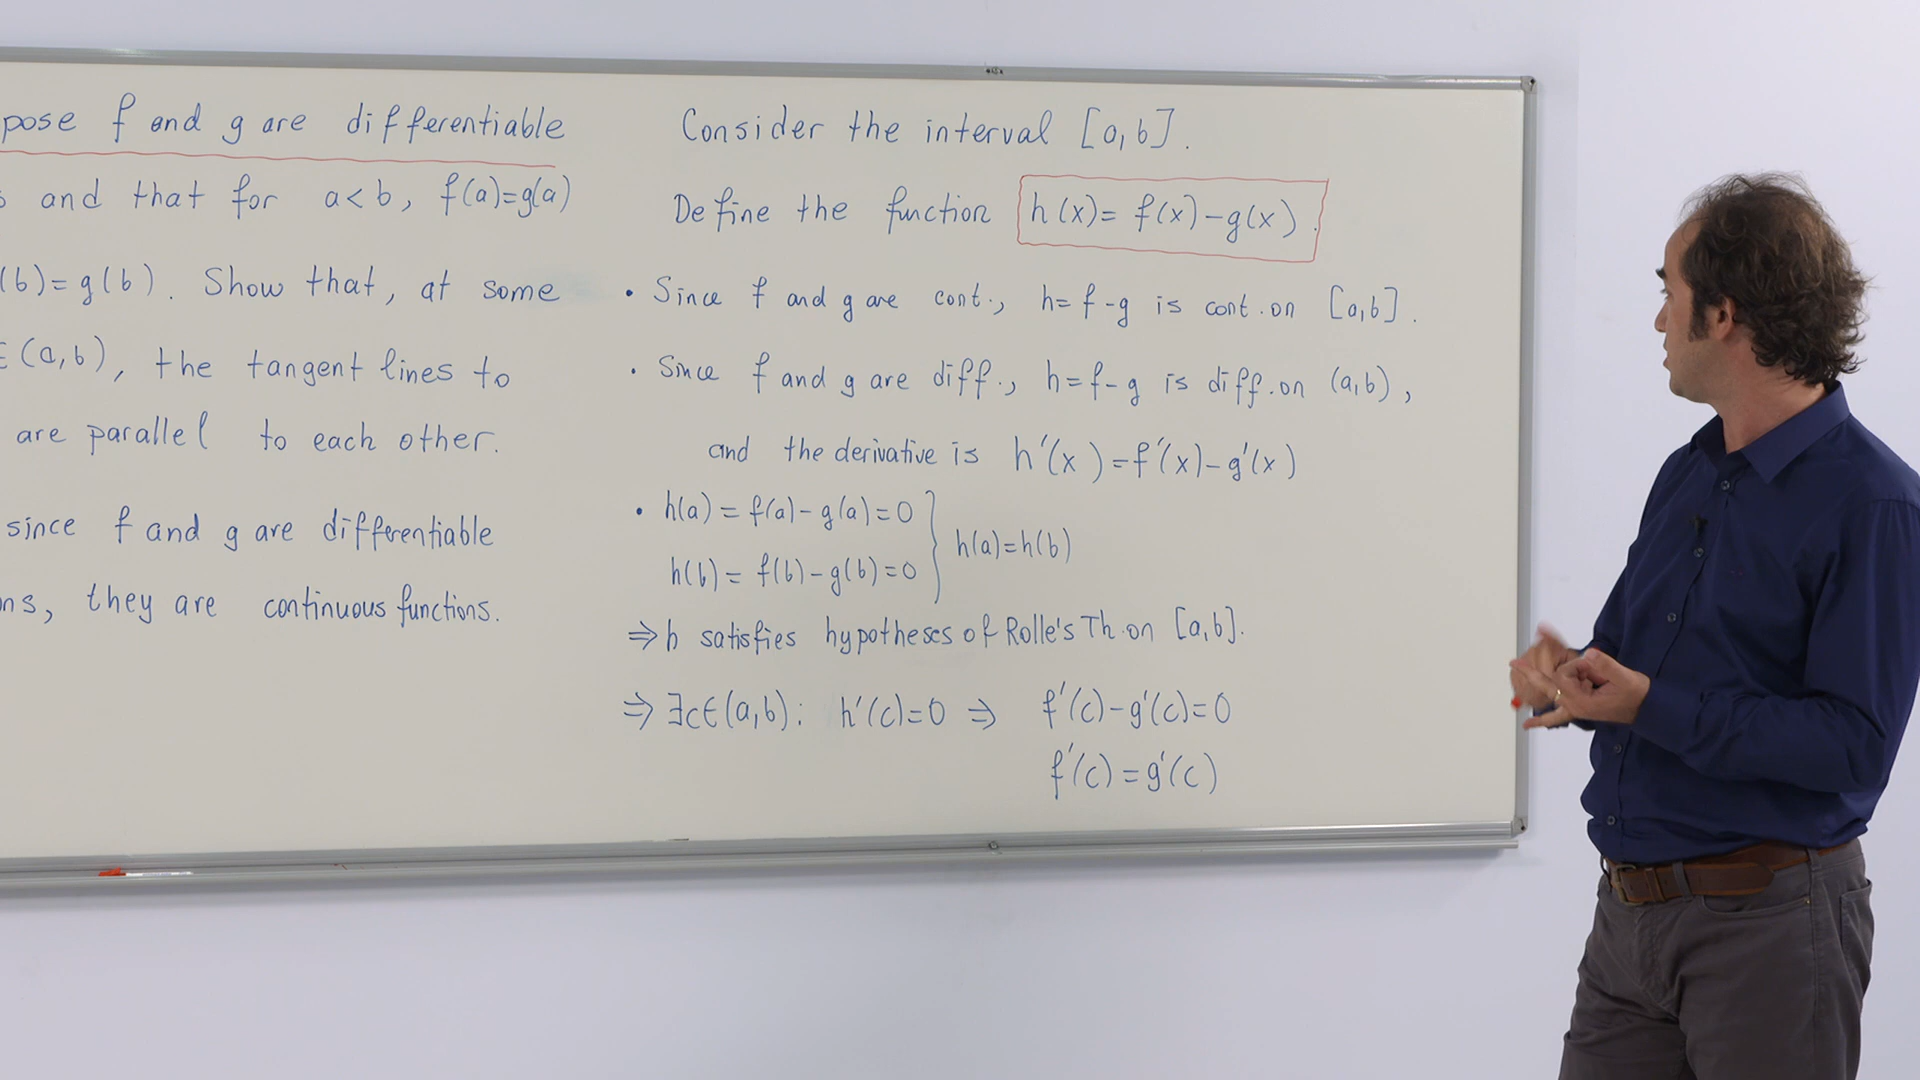 pose f and g are differentiable
and that for a<b, f(a)=g(a)
(b)=g(b). Show that, at some
∈(a,b), the tangent lines to
are parallel to each other.
since f and g are differentiable
ns, they are continuous functions.
Consider the interval [a,b].
Define the function h(x)= f(x)-g(x).
• Since f and g are cont., h=f-g is cont. on [a,b].
• Since f and g are diff., h=f-g is diff. on (a,b),
and the derivative is h'(x)=f'(x)-g'(x)
• h(a)=f(a)-g(a)=0
h(b)= f(b)-g(b)=0 } h(a)=h(b)
⇒h satisfies hypotheses of Rolle's Th. on [a,b].
⇒ ∃c∈(a,b): h'(c)=0 ⇒ f'(c)-g'(c)=0
f'(c)=g'(c)